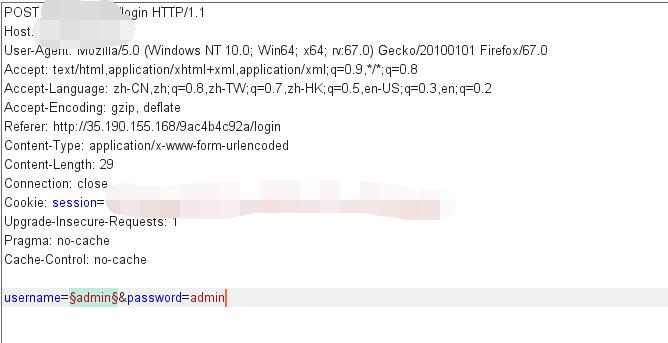 POST /login HTTP/1.1
Host:
User-Agent: Mozilla/5.0 (Windows NT 10.0; Win64; x64; rv:67.0) Gecko/20100101 Firefox/67.0
Accept: text/html,application/xhtml+xml,application/xml;q=0.9,*/*;q=0.8
Accept-Language: zh-CN,zh;q=0.8,zh-TW;q=0.7,zh-HK;q=0.5,en-US;q=0.3,en;q=0.2
Accept-Encoding: gzip, deflate
Referer: http://35.190.155.168/9ac4b4c92a/login
Content-Type: application/x-www-form-urlencoded
Content-Length: 29
Connection: close
Cookie: session=
Upgrade-Insecure-Requests: 1
Pragma: no-cache
Cache-Control: no-cache
username=§admin§&password=admin